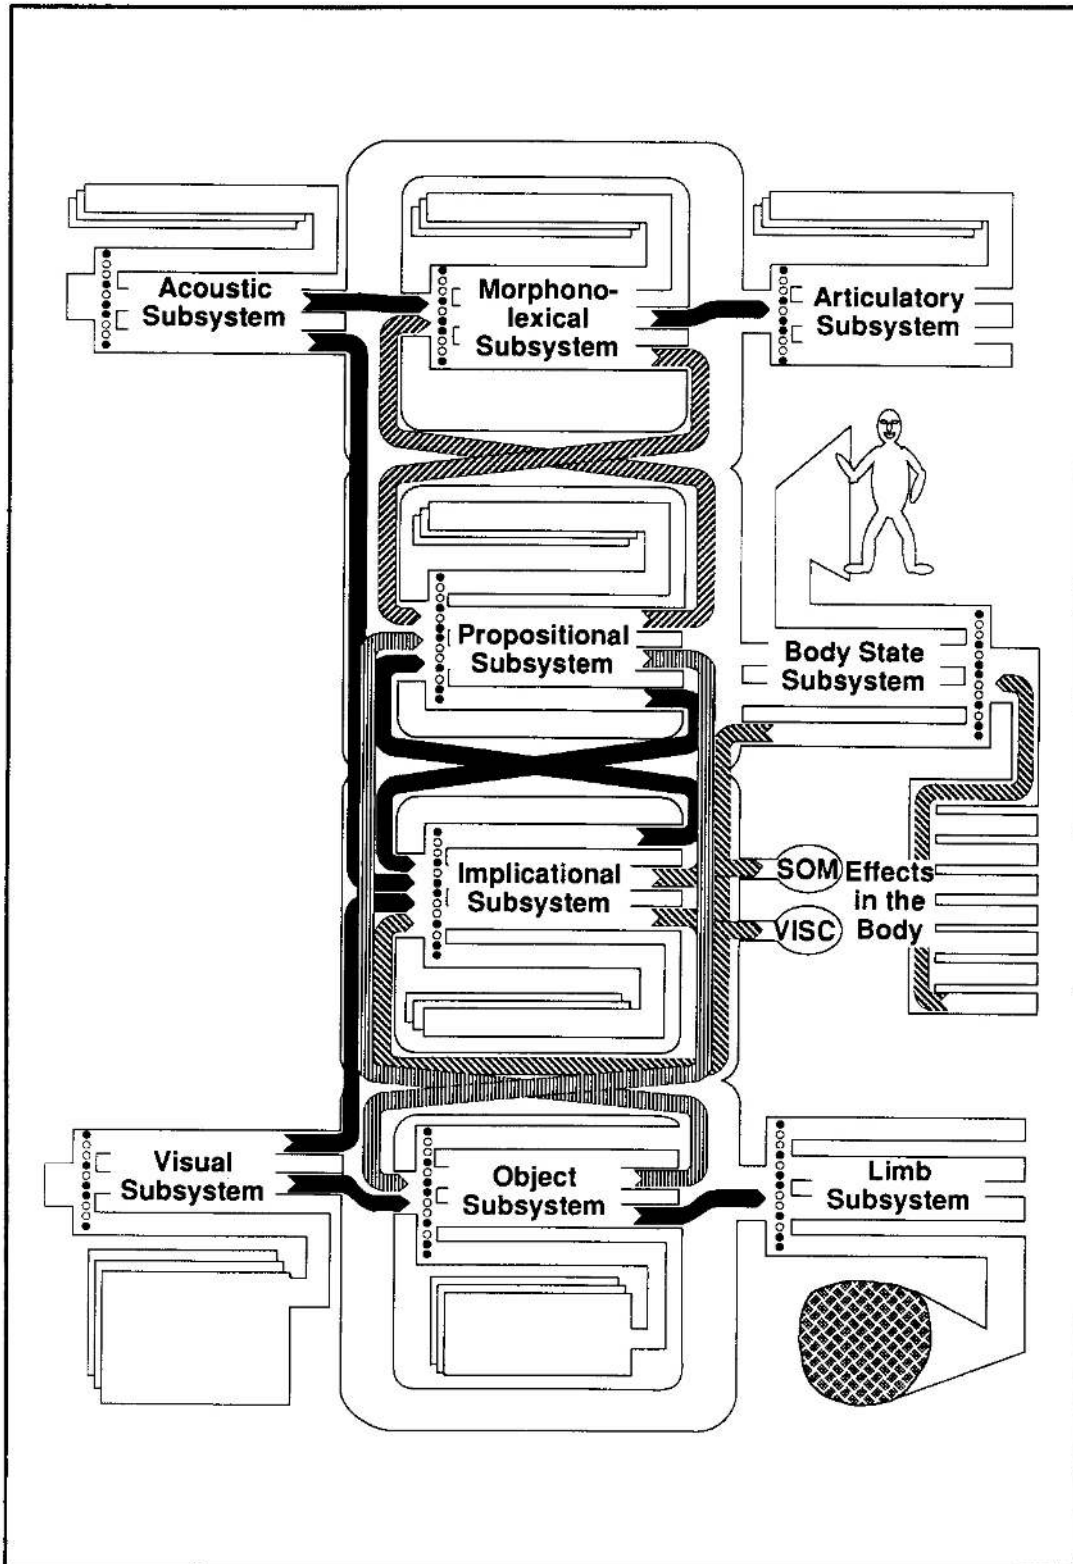 Acoustic
Subsystem
Morphono-
lexical
Subsystem
Articulatory
Subsystem
Propositional
Subsystem
Body State
Subsystem
Implicational
Subsystem
SOM
VISC
Effects
in the
Body
Visual
Subsystem
Object
Subsystem
Limb
Subsystem